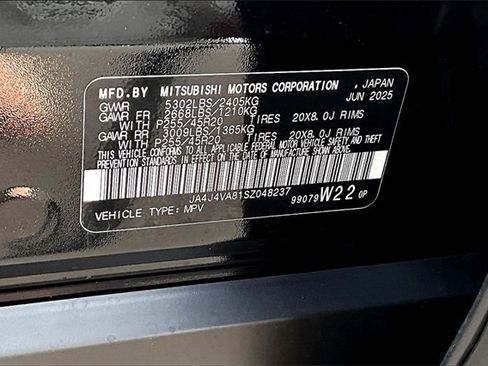 MFD.BY MITSUBISHI MOTORS CORPORATION , JAPAN
GVWR 5302LBS/2405KG JUN 2025
GAWR FR 2668LBS/1210KG
WITH P255/45R20 TIRES 20X8.0J RIMS
GAWR RR 3009LBS/1365KG
WITH P255/45R20 TIRES 20X8.0J RIMS
THIS VEHICLE CONFORMS TO ALL APPLICABLE FEDERAL MOTOR VEHICLE SAFETY AND THEFT
PREVENTION STANDARDS IN EFFECT ON THE DATE OF MANUFACTURE SHOWN ABOVE.
JA4J4VA81SZ048237
VEHICLE TYPE: MPV 99079 W22 0P